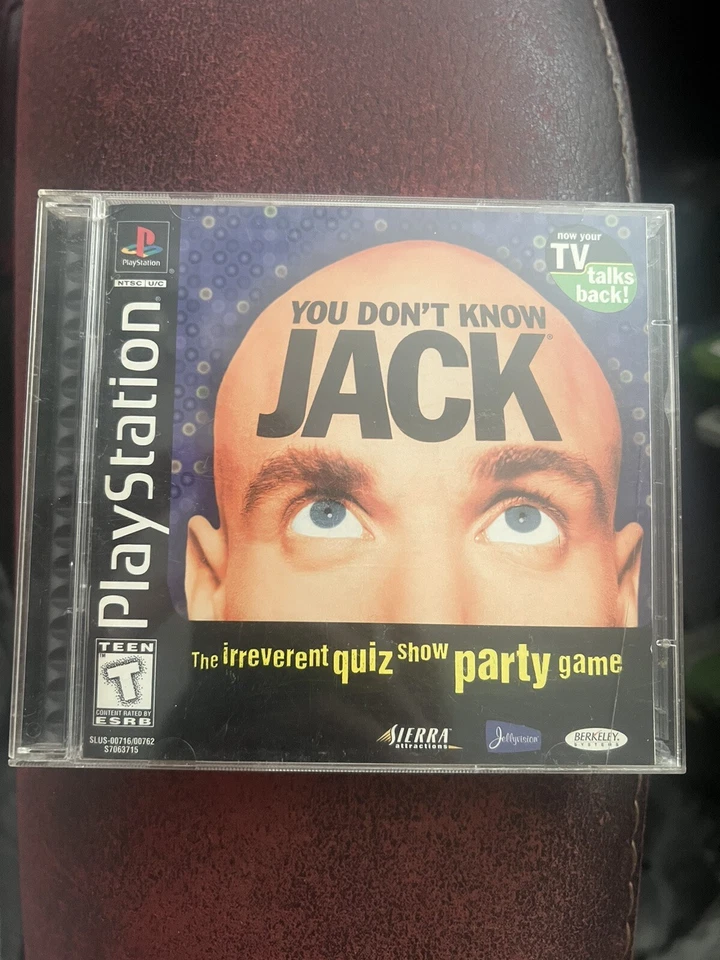 PlayStation
NTSC U/C
PlayStation
now your
TV
talks
back!
YOU DON'T KNOW
JACK®
The irreverent quiz show party game
TEEN
T
CONTENT RATED BY
ESRB
SLUS-00716/00762
S7063715
SIERRA
attractions
Jellyvision
BERKELEY
SYSTEMS